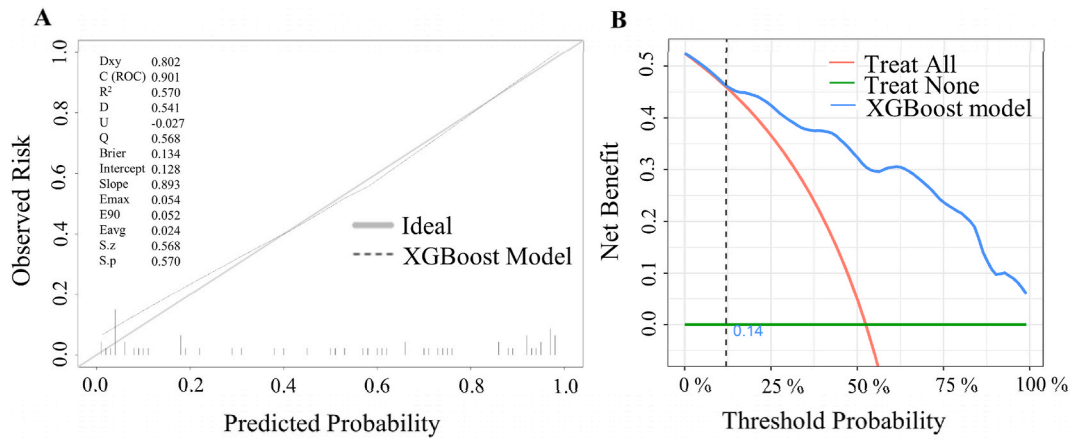 A
Dxy 0.802
C (ROC) 0.901
R² 0.570
D 0.541
U -0.027
Q 0.568
Brier 0.134
Intercept 0.128
Slope 0.893
Emax 0.054
E90 0.052
Eavg 0.024
S.z 0.568
S.p 0.570
Ideal
XGBoost Model
Observed Risk
1.0
0.8
0.6
0.4
0.2
0.0
0.0 0.2 0.4 0.6 0.8 1.0
Predicted Probability
B
Treat All
Treat None
XGBoost model
Net Benefit
0.5
0.4
0.3
0.2
0.1
0.0
0.14
0 % 25 % 50 % 75 % 100 %
Threshold Probability